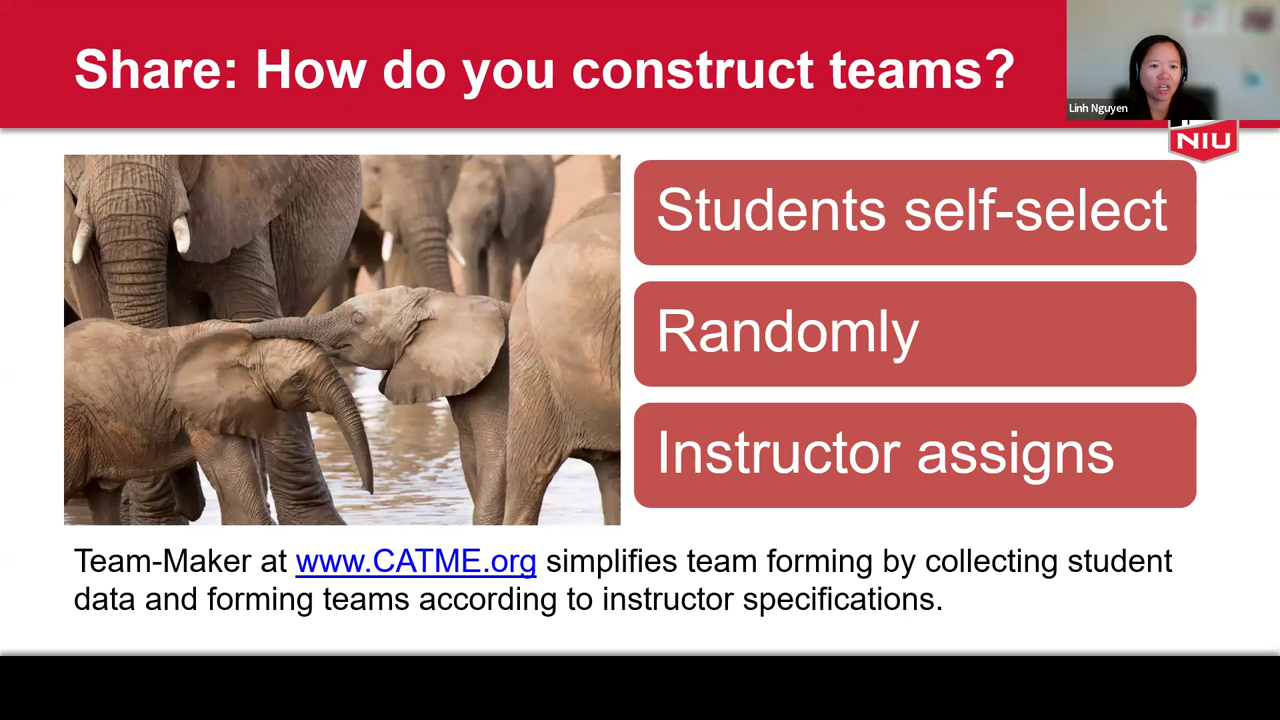 Share: How do you construct teams?
Linh Nguyen
NIU
Students self-select
Randomly
Instructor assigns
Team-Maker at www.CATME.org simplifies team forming by collecting student
data and forming teams according to instructor specifications.